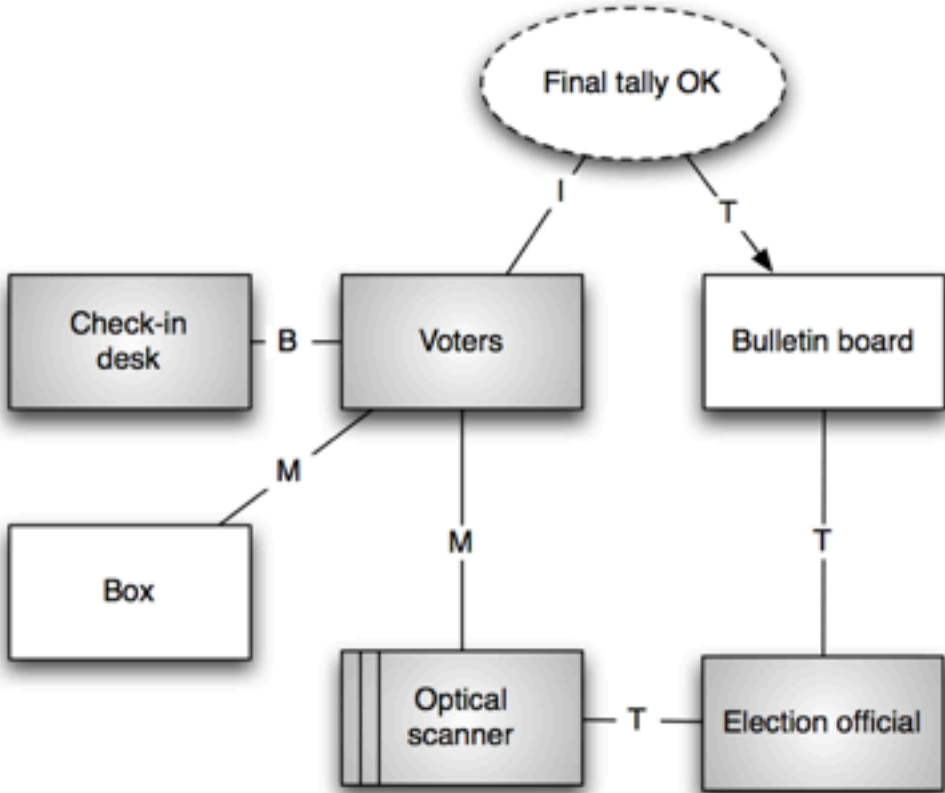 Final tally OK
I
T
Check-in
desk
B
Voters
Bulletin board
M
M
T
Box
Optical
scanner
T
Election official